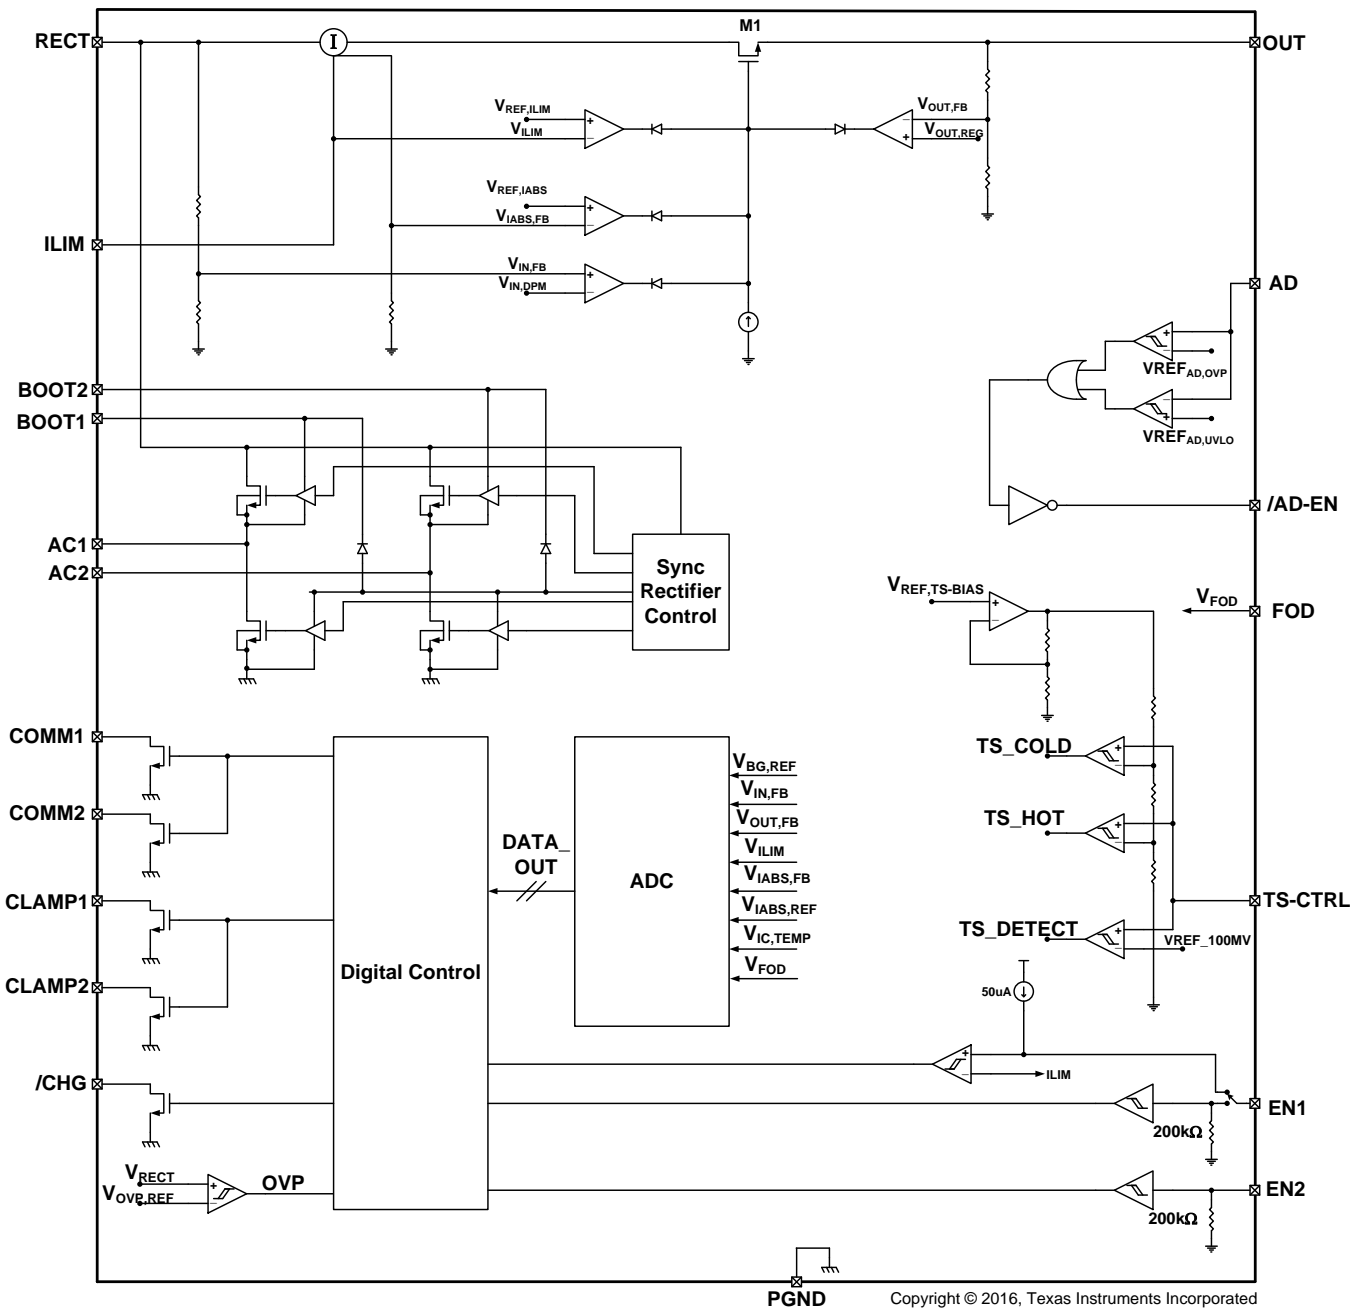 M1
RECT
I
OUT
VREF,ILIM
VILIM
+
−
VOUT,FB
−
VOUT,REG
+
VREF,IABS
VIABS,FB
+
−
ILIM
VIN,FB
VIN,DPM
+
−
AD
+
−
VREFAD,OVP
−
+
VREFAD,UVLO
BOOT2
BOOT1
/AD-EN
AC1
AC2
Sync
Rectifier
Control
VREF,TS-BIAS
+
−
VFOD
FOD
COMM1
COMM2
CLAMP1
CLAMP2
/CHG
Digital Control
DATA_
OUT
ADC
VBG,REF
VIN,FB
VOUT,FB
VILIM
VIABS,FB
VIABS,REF
VIC,TEMP
VFOD
TS_COLD
+
−
TS_HOT
+
−
TS-CTRL
TS_DETECT
+
−
VREF_100MV
50uA
+
−
ILIM
EN1
200kΩ
EN2
200kΩ
VRECT
VOVP,REF
+
−
OVP
PGND
Copyright © 2016, Texas Instruments Incorporated